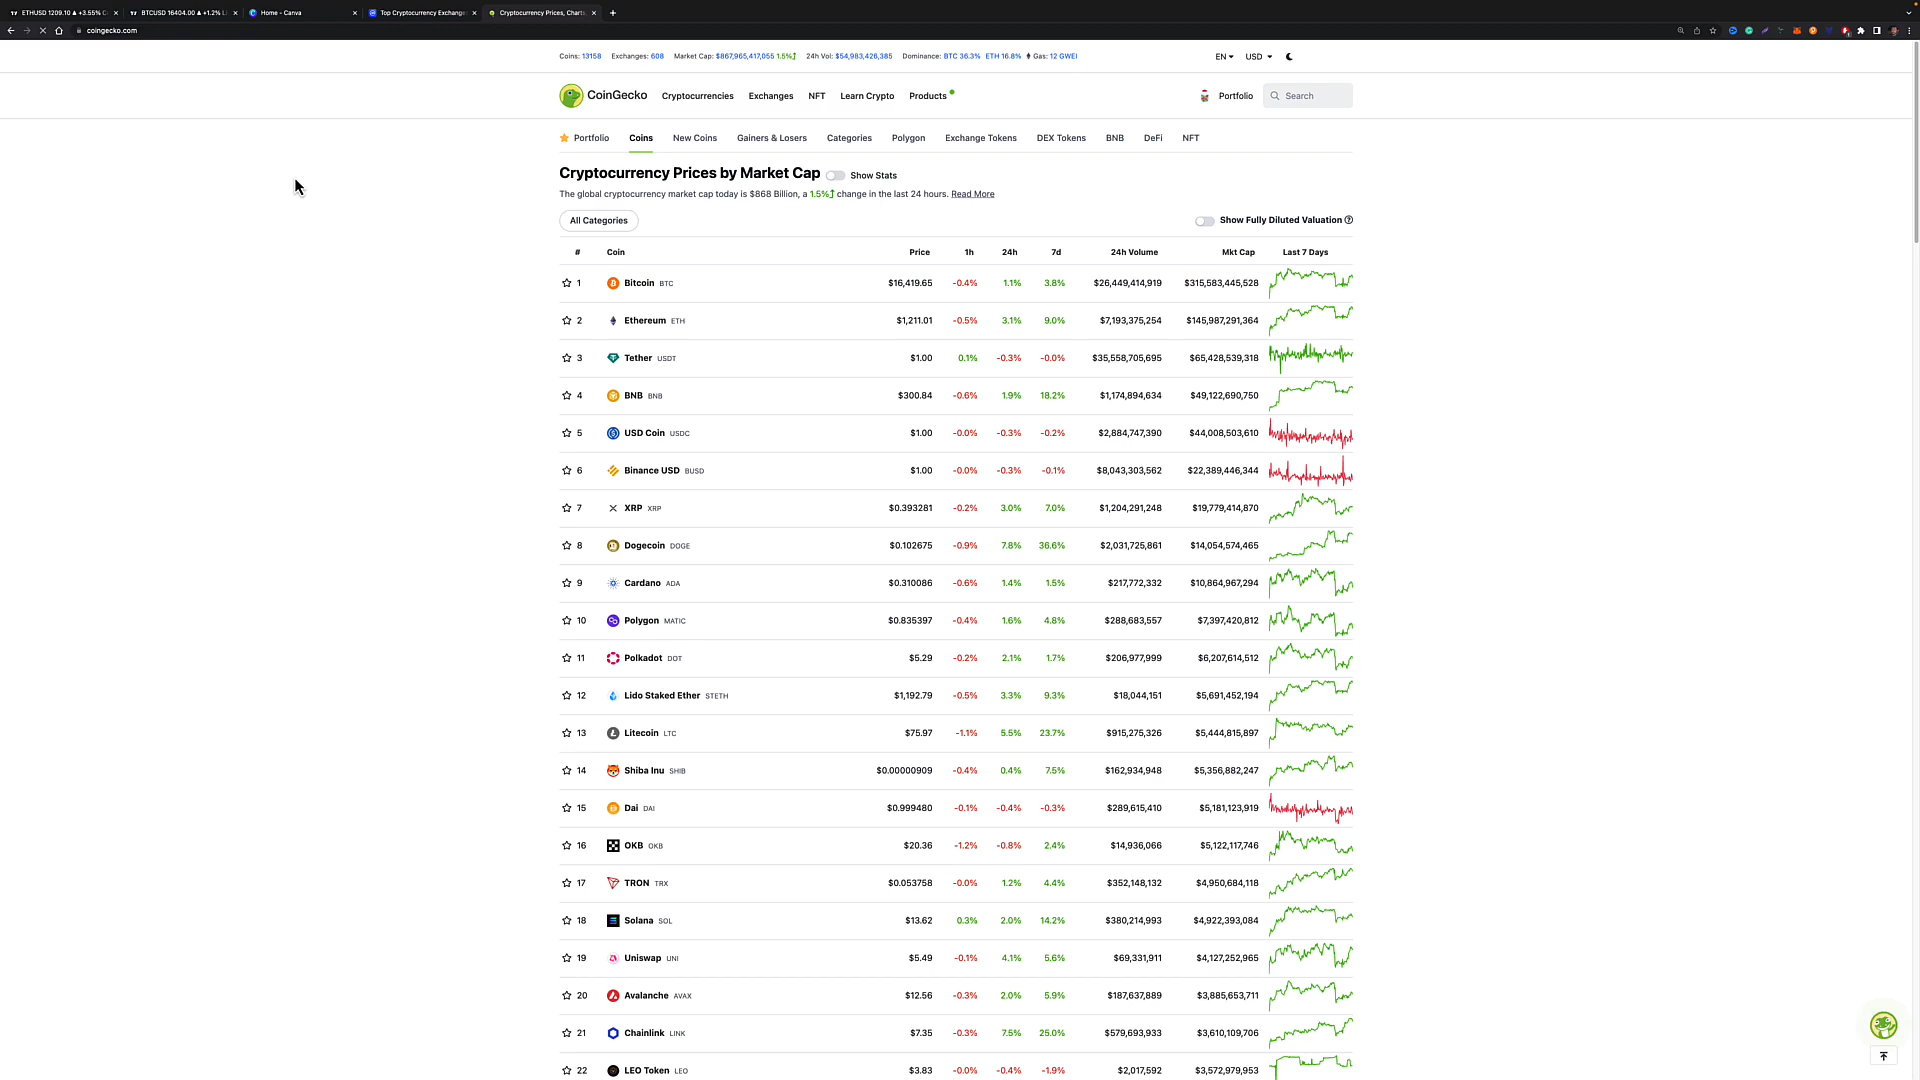 ETHUSD 1209.10 ▲ +3.55% C
BTCUSD 16404.00 ▲ +1.2% U
Home - Canva
Top Cryptocurrency Exchange
Cryptocurrency Prices, Charts
coingecko.com
Coins: 13158 Exchanges: 608 Market Cap: $867,965,417,055 1.5% 24h Vol: $54,983,426,385 Dominance: BTC 36.3% ETH 16.8% Gas: 12 GWEI
EN USD
CoinGecko Cryptocurrencies Exchanges NFT Learn Crypto Products Portfolio Search
Portfolio Coins New Coins Gainers & Losers Categories Polygon Exchange Tokens DEX Tokens BNB DeFi NFT
Cryptocurrency Prices by Market Cap Show Stats
The global cryptocurrency market cap today is $868 Billion, a 1.5% change in the last 24 hours. Read More
All Categories Show Fully Diluted Valuation
# Coin Price 1h 24h 7d 24h Volume Mkt Cap Last 7 Days
1 Bitcoin BTC $16,419.65 -0.4% 1.1% 3.8% $26,449,414,919 $315,583,445,528
2 Ethereum ETH $1,211.01 -0.5% 3.1% 9.0% $7,193,375,254 $145,987,291,364
3 Tether USDT $1.00 0.1% -0.3% -0.0% $35,558,705,695 $65,428,539,318
4 BNB BNB $300.84 -0.6% 1.9% 18.2% $1,174,894,634 $49,122,690,750
5 USD Coin USDC $1.00 -0.0% -0.3% -0.2% $2,884,747,390 $44,008,503,610
6 Binance USD BUSD $1.00 -0.0% -0.3% -0.1% $8,043,303,562 $22,389,446,344
7 XRP XRP $0.393281 -0.2% 3.0% 7.0% $1,204,291,248 $19,779,414,870
8 Dogecoin DOGE $0.102675 -0.9% 7.8% 36.6% $2,031,725,861 $14,054,574,465
9 Cardano ADA $0.310086 -0.6% 1.4% 1.5% $217,772,332 $10,864,967,294
10 Polygon MATIC $0.835397 -0.4% 1.6% 4.8% $288,683,557 $7,397,420,812
11 Polkadot DOT $5.29 -0.2% 2.1% 1.7% $206,977,999 $6,207,614,512
12 Lido Staked Ether STETH $1,192.79 -0.5% 3.3% 9.3% $18,044,151 $5,691,452,194
13 Litecoin LTC $75.97 -1.1% 5.5% 23.7% $915,275,326 $5,444,815,897
14 Shiba Inu SHIB $0.00000909 -0.4% 0.4% 7.5% $162,934,948 $5,356,882,247
15 Dai DAI $0.999480 -0.1% -0.4% -0.3% $289,615,410 $5,181,123,919
16 OKB OKB $20.36 -1.2% -0.8% 2.4% $14,936,066 $5,122,117,746
17 TRON TRX $0.053758 -0.0% 1.2% 4.4% $352,148,132 $4,950,684,118
18 Solana SOL $13.62 0.3% 2.0% 14.2% $380,214,993 $4,922,393,084
19 Uniswap UNI $5.49 -0.1% 4.1% 5.6% $69,331,911 $4,127,252,965
20 Avalanche AVAX $12.56 -0.3% 2.0% 5.9% $187,637,889 $3,885,653,711
21 Chainlink LINK $7.35 -0.3% 7.5% 25.0% $579,693,933 $3,610,109,706
22 LEO Token LEO $3.83 -0.0% -0.4% -1.9% $2,017,592 $3,572,979,953